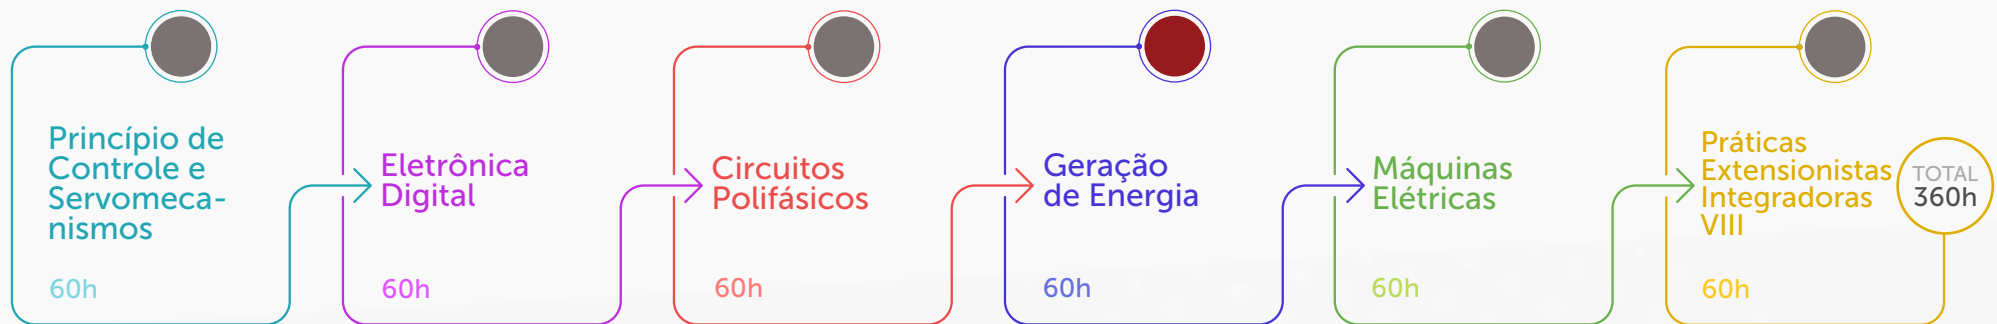 Princípio de
Controle e
Servomeca-
nismos
60h
Eletrônica
Digital
60h
Circuitos
Polifásicos
60h
Geração
de Energia
60h
Máquinas
Elétricas
60h
Práticas
Extensionistas
Integradoras
VIII
60h
TOTAL
360h